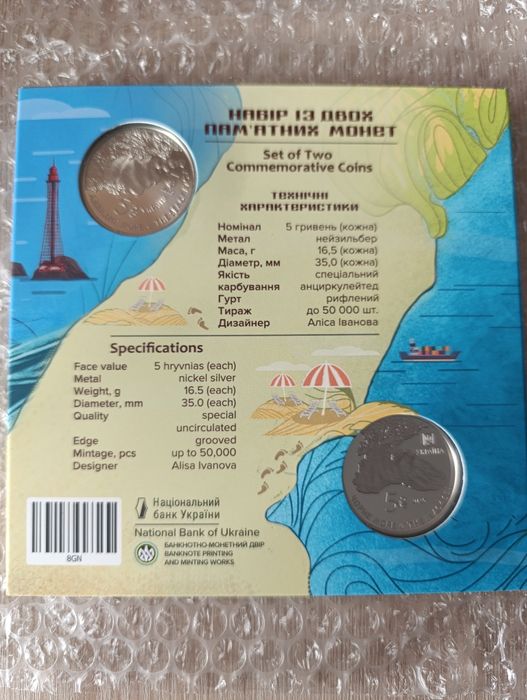 НАБІР ІЗ ДВОХ
ПАМ'ЯТНИХ МОНЕТ
Set of Two
Commemorative Coins
ТЕХНІЧНІ
ХАРАКТЕРИСТИКИ
Номінал 5 гривень (кожна)
Метал нейзильбер
Маса, г 16,5 (кожна)
Діаметр, мм 35,0 (кожна)
Якість спеціальний
карбування анциркулейтед
Гурт рифлений
Тираж до 50 000 шт.
Дизайнер Аліса Іванова
Specifications
Face value 5 hryvnias (each)
Metal nickel silver
Weight, g 16.5 (each)
Diameter, mm 35.0 (each)
Quality special
uncirculated
Edge grooved
Mintage, pcs up to 50,000
Designer Alisa Ivanova
УКРАЇНА
5
8GN
Національний
банк України
National Bank of Ukraine
БАНКНОТНО-МОНЕТНИЙ ДВІР
BANKNOTE PRINTING
AND MINTING WORKS